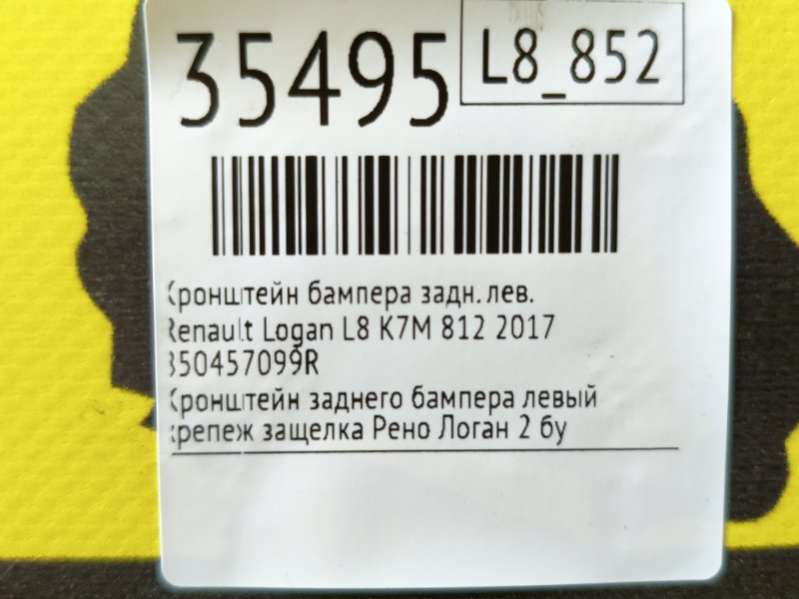 35495
L8_852
Кронштейн бампера задн. лев.
Renault Logan L8 K7M 812 2017
850457099R
Кронштейн заднего бампера левый
крепеж защелка Рено Логан 2 бу